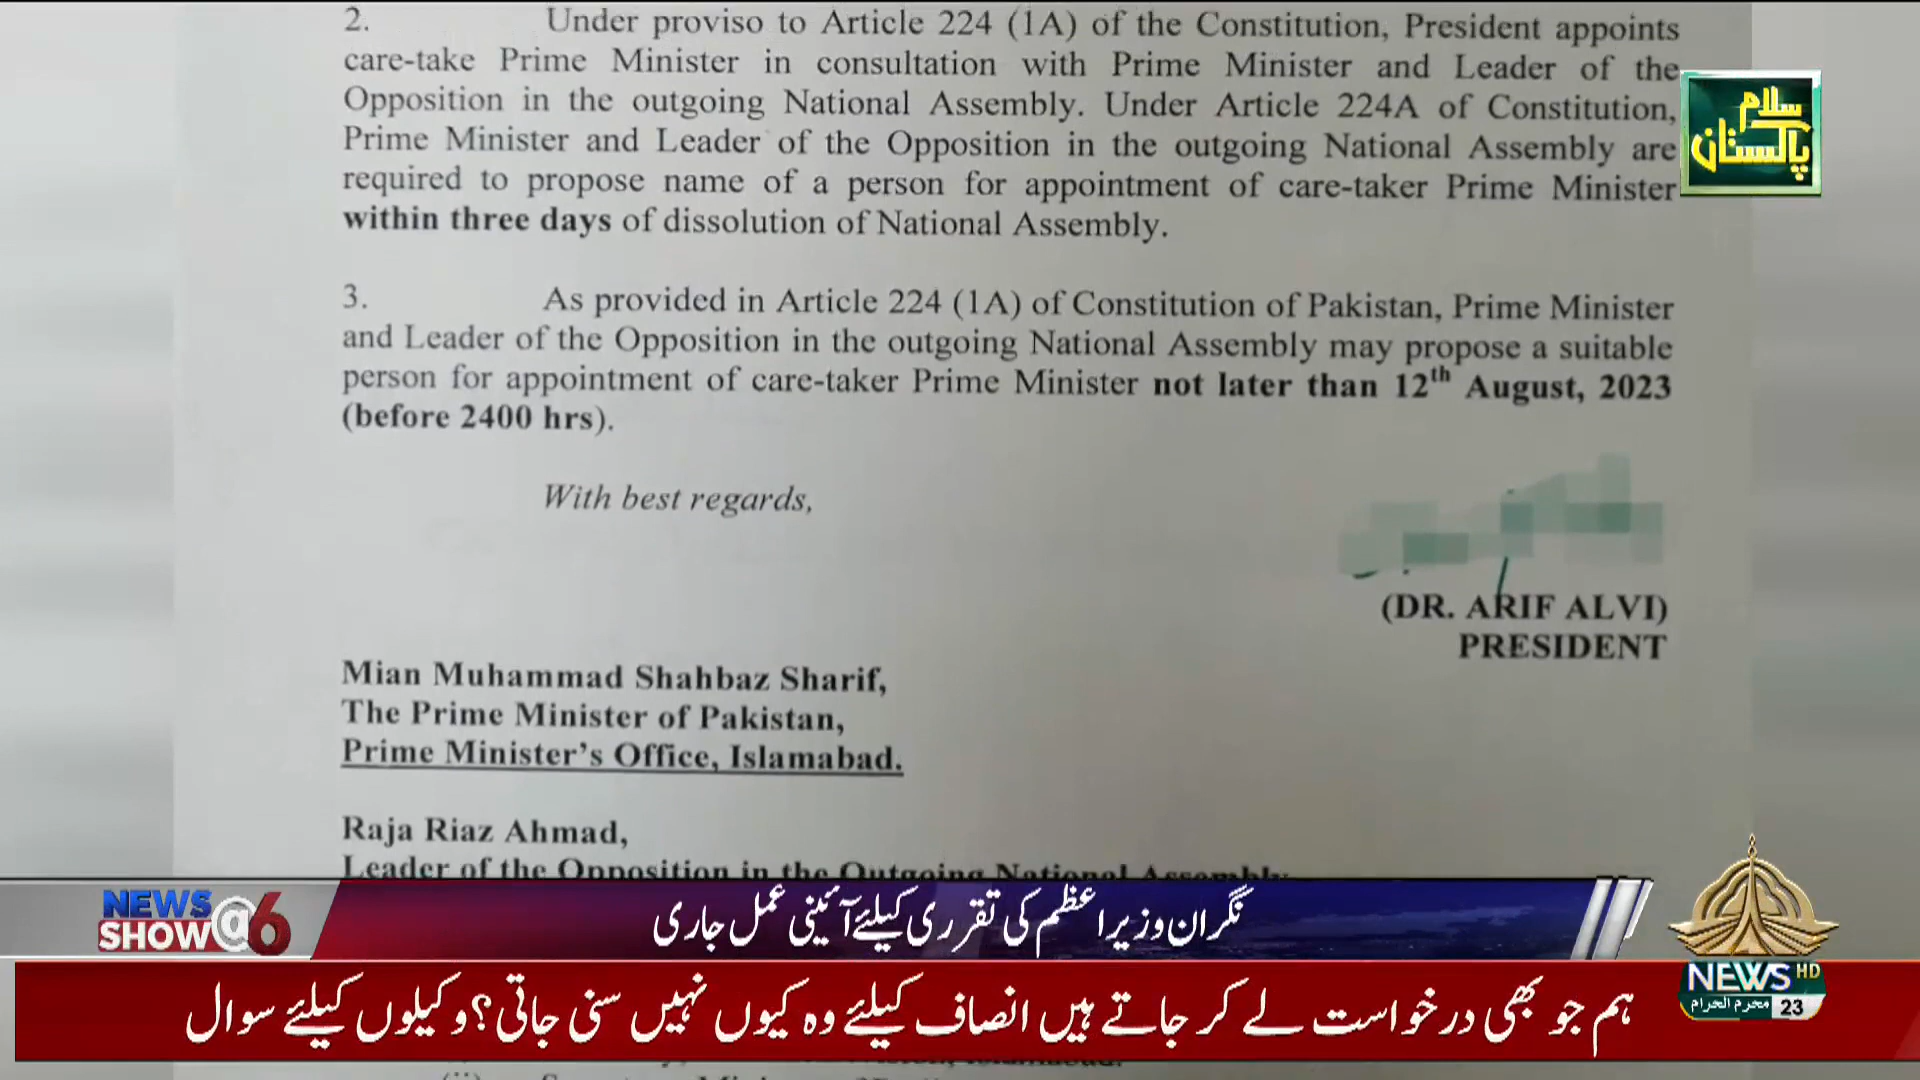 2. Under proviso to Article 224 (1A) of the Constitution, President appoints
care-take Prime Minister in consultation with Prime Minister and Leader of the
Opposition in the outgoing National Assembly. Under Article 224A of Constitution,
Prime Minister and Leader of the Opposition in the outgoing National Assembly are
required to propose name of a person for appointment of care-taker Prime Minister
within three days of dissolution of National Assembly.
3. As provided in Article 224 (1A) of Constitution of Pakistan, Prime Minister
and Leader of the Opposition in the outgoing National Assembly may propose a suitable
person for appointment of care-taker Prime Minister not later than 12th August, 2023
(before 2400 hrs).
With best regards,
(DR. ARIF ALVI)
PRESIDENT
Mian Muhammad Shahbaz Sharif,
The Prime Minister of Pakistan,
Prime Minister's Office, Islamabad.
Raja Riaz Ahmad,
Leader of the Opposition in the Outgoing National Assembly
سلام
پاکستان
NEWS
SHOW@6
نگران وزیراعظم کی تقرری کیلئے آئینی عمل جاری
NEWS HD
محرم الحرام 23
ہم جو بھی درخواست لے کر جاتے ہیں انصاف کیلئے وہ کیوں نہیں سنی جاتی؟ وکیلوں کیلئے سوال